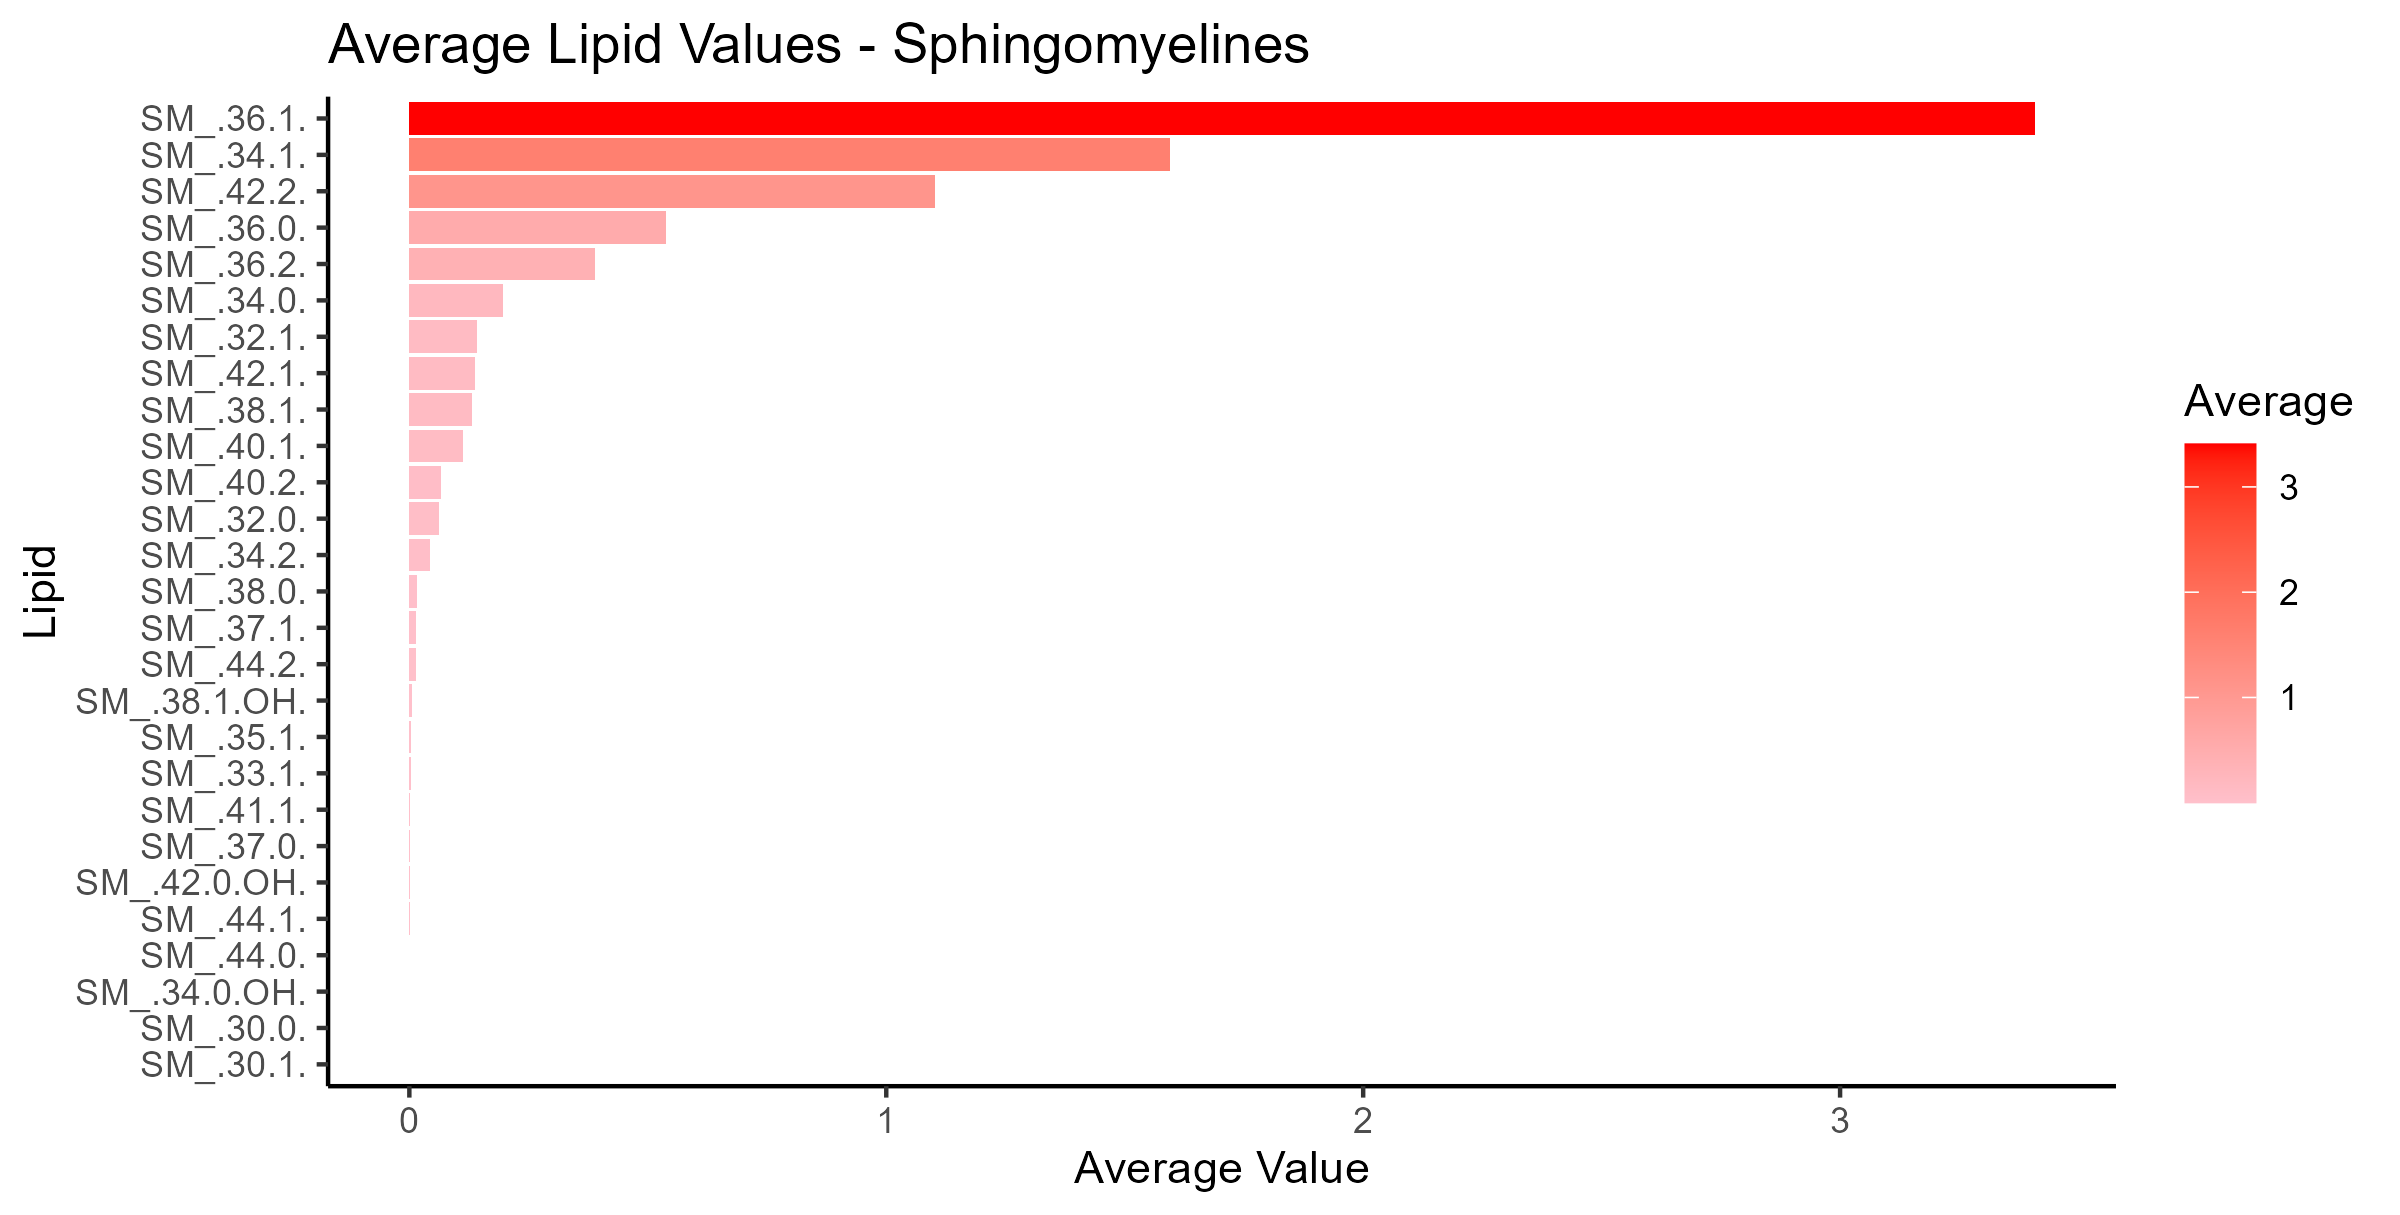 Average Lipid Values - Sphingomyelines
SM_.36.1.
SM_.34.1.
SM_.42.2.
SM_.36.0.
SM_.36.2.
SM_.34.0.
SM_.32.1.
SM_.42.1.
SM_.38.1.
SM_.40.1.
SM_.40.2.
SM_.32.0.
SM_.34.2.
SM_.38.0.
SM_.37.1.
SM_.44.2.
SM_.38.1.OH.
SM_.35.1.
SM_.33.1.
SM_.41.1.
SM_.37.0.
SM_.42.0.OH.
SM_.44.1.
SM_.44.0.
SM_.34.0.OH.
SM_.30.0.
SM_.30.1.
Lipid
0 1 2 3
Average Value
Average
3
2
1